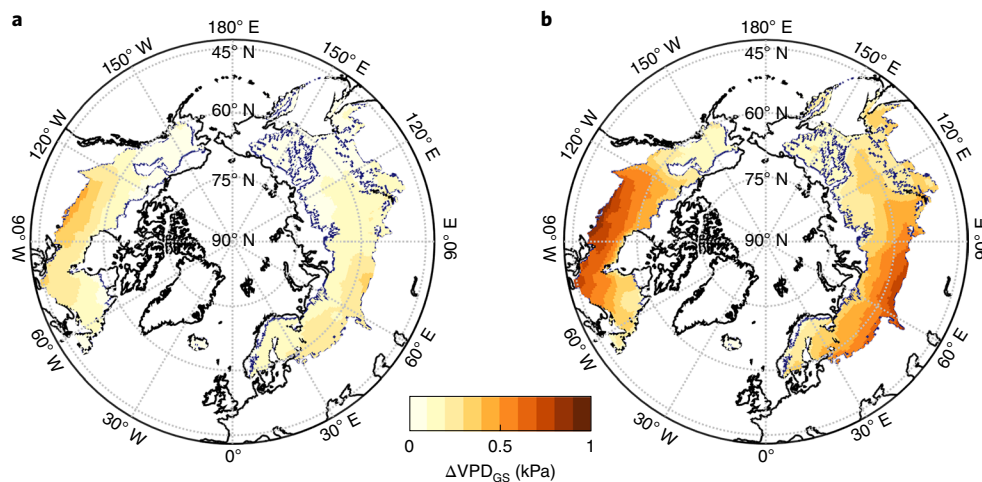 a
180° E
150° W
150° E
45° N
120° W
60° N
120° E
75° N
90° W
90° N
90° E
60° W
60° E
30° W
30° E
0°
b
180° E
150° W
150° E
45° N
120° W
60° N
120° E
75° N
90° W
90° N
90° E
60° W
60° E
30° W
30° E
0°
0 0.5 1
ΔVPD_GS (kPa)